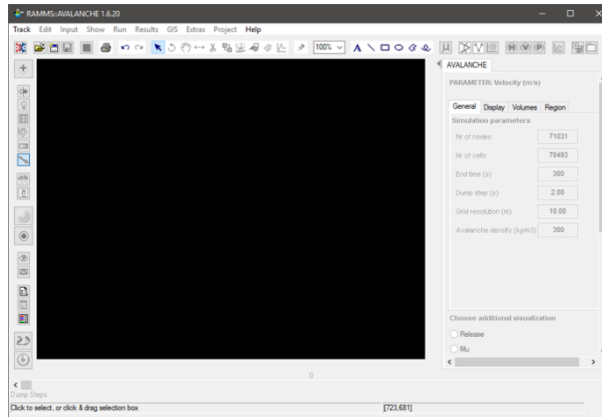 RAMMS::AVALANCHE 1.6.20
Track Edit Input Show Run Results GIS Extras Project Help
100%
AVALANCHE
PARAMETER: Velocity (m/s)
General Display Volumes Region
Simulation parameters
Nr of nodes 71031
Nr of cells 70493
End time (s) 300
Dump step (s) 2.00
Grid resolution (m) 10.00
Avalanche density (kg/m3) 300
Choose additional visualization
Release
Mu
0
Dump Steps
Click to select, or click & drag selection box [723,681]